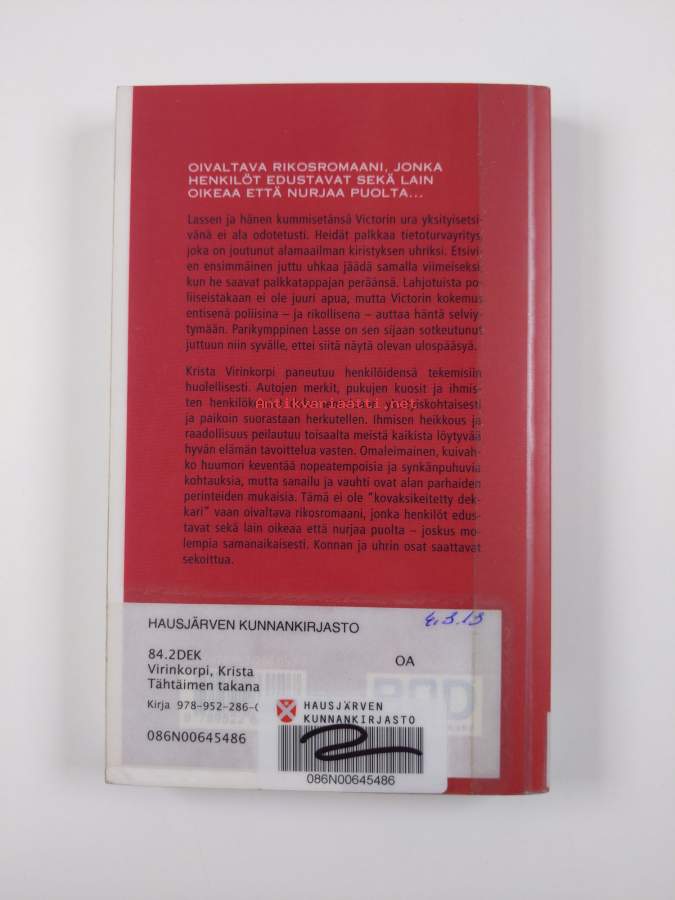 OIVALTAVA RIKOSROMAANI, JONKA
HENKILÖT EDUSTAVAT SEKÄ LAIN
OIKEAA ETTÄ NURJAA PUOLTA...
Lassen ja hänen kummisetänsä Victorin ura yksityisetsi-
vänä ei ala odotetusti. Heidät palkkaa tietoturvayritys,
joka on joutunut alamaailman kiristyksen uhriksi. Etsivi-
en ensimmäinen juttu uhkaa jäädä samalla viimeiseksi,
kun he saavat palkkatappajan peräänsä. Lahjotuista po-
liiseistakaan ei ole juuri apua, mutta Victorin kokemus
entisenä poliisina – ja rikollisena – auttaa häntä selviy-
tymään. Parikymppinen Lasse on sen sijaan sotkeutunut
juttuun niin syvälle, ettei siitä näytä olevan ulospääsyä.
Krista Virinkorpi paneutuu henkilöidensä tekemisiin
huolellisesti. Autojen merkit, pukujen kuosit ja ihmis-
ten
Antikvariaatti.net
ja paikoin suorastaan herkutellen. Ihmisen heikkous ja
raadollisuus peilautuu toisaalta meistä kaikista löytyvää
hyvän elämän tavoittelua vasten. Omaleimainen, kuivah-
ko huumori keventää nopeatempoisia ja synkänpuhuvia
kohtauksia, mutta sanailu ja vauhti ovat alan parhaiden
perinteiden mukaisia. Tämä ei ole "kovaksikeitetty dek-
kari" vaan oivaltava rikosromaani, jonka henkilöt edus-
tavat sekä lain oikeaa että nurjaa puolta – joskus mo-
lempia samanaikaisesti. Konnan ja uhrin osat saattavat
sekoittua.
HAUSJÄRVEN KUNNANKIRJASTO
4.3.13
84.2DEK
OA
Virinkorpi, Krista
Tähtäimen takana
Kirja 978-952-286-
086N00645486
HAUSJÄRVEN
KUNNANKIRJASTO
086N00645486